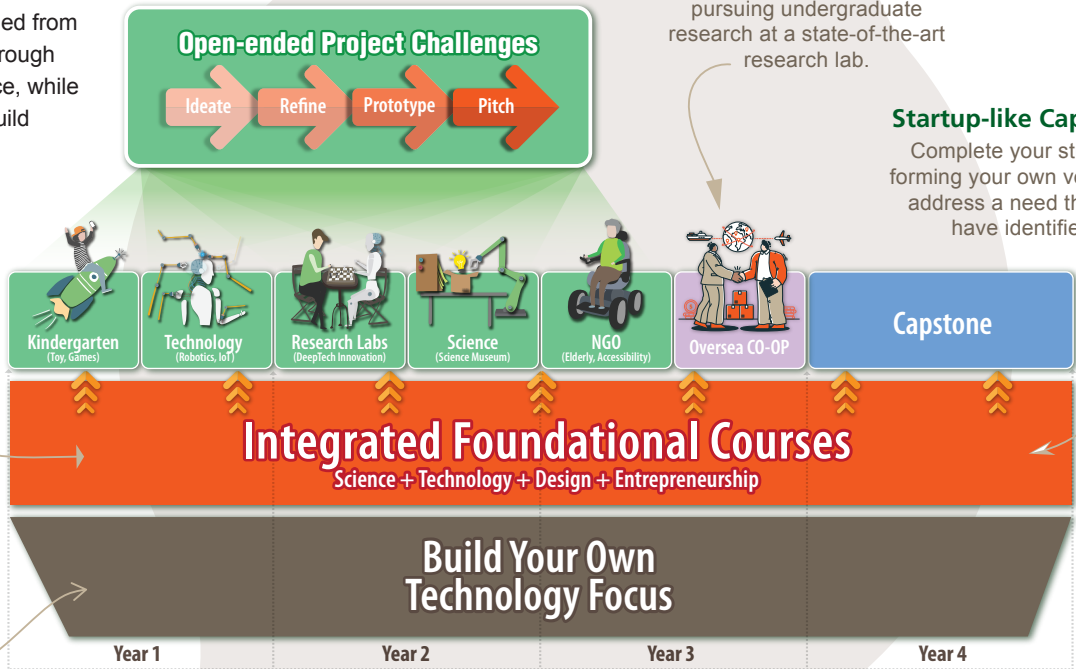 ed from
rough
ce, while
uild
Open-ended Project Challenges
Ideate
Refine
Prototype
Pitch
pursuing undergraduate
research at a state-of-the-art
research lab.
Startup-like Cap
Complete your st
forming your own ve
address a need th
have identifie
Kindergarten
(Toy, Games)
Technology
(Robotics, IoT)
Research Labs
(DeepTech Innovation)
Science
(Science Museum)
NGO
(Elderly, Accessibility)
Oversea CO-OP
Capstone
Integrated Foundational Courses
Science + Technology + Design + Entrepreneurship
Build Your Own
Technology Focus
Year 1
Year 2
Year 3
Year 4